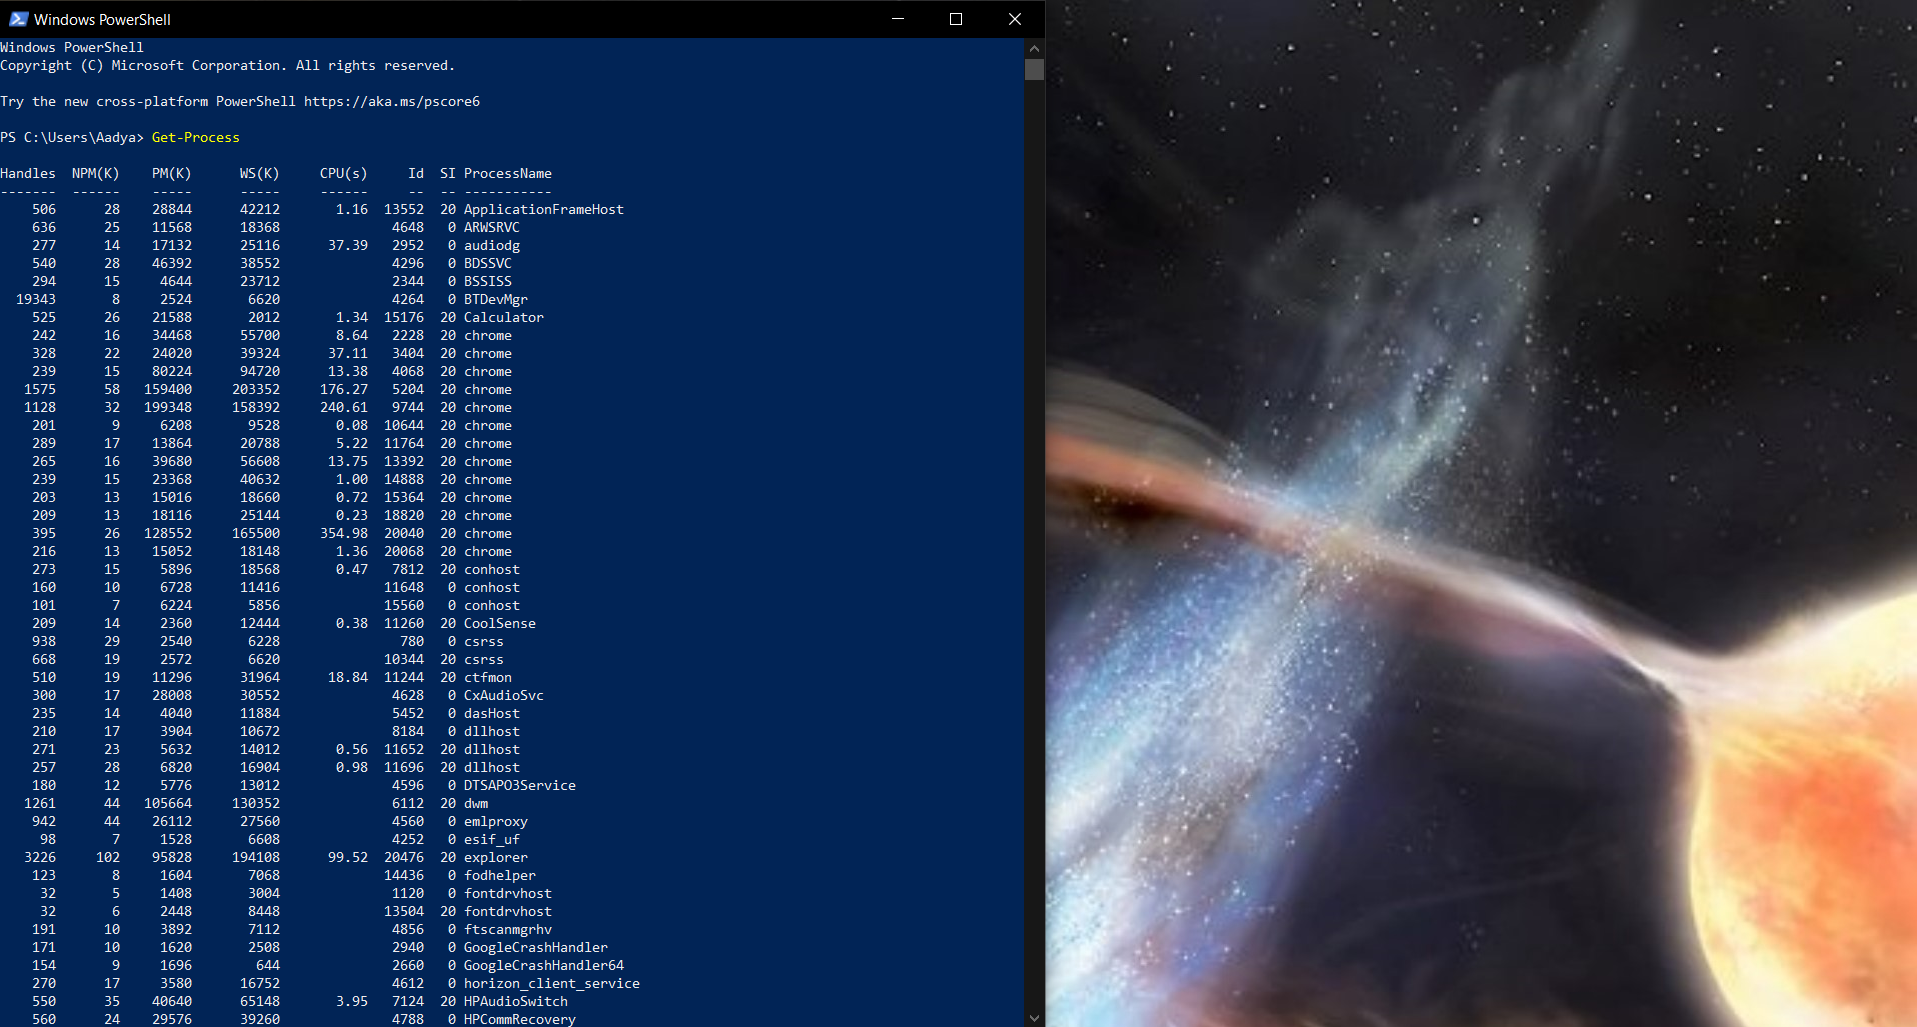 Windows PowerShell
Windows PowerShell
Copyright (C) Microsoft Corporation. All rights reserved.
Try the new cross-platform PowerShell https://aka.ms/pscore6
PS C:\Users\Aadya> Get-Process
Handles  NPM(K)    PM(K)      WS(K)     CPU(s)     Id  SI ProcessName
-------  ------    -----      -----     ------     --  -- -----------
    506      28    28844      42212       1.16  13552  20 ApplicationFrameHost
    636      25    11568      18368              4648   0 ARWSRVC
    277      14    17132      25116      37.39   2952   0 audiodg
    540      28    46392      38552              4296   0 BDSSVC
    294      15     4644      23712              2344   0 BSSISS
  19343       8     2524       6620              4264   0 BTDevMgr
    525      26    21588       2012       1.34  15176  20 Calculator
    242      16    34468      55700       8.64   2228  20 chrome
    328      22    24020      39324      37.11   3404  20 chrome
    239      15    80224      94720      13.38   4068  20 chrome
   1575      58   159400     203352     176.27   5204  20 chrome
   1128      32   199348     158392     240.61   9744  20 chrome
    201       9     6208       9528       0.08  10644  20 chrome
    289      17    13864      20788       5.22  11764  20 chrome
    265      16    39680      56608      13.75  13392  20 chrome
    239      15    23368      40632       1.00  14888  20 chrome
    203      13    15016      18660       0.72  15364  20 chrome
    209      13    18116      25144       0.23  18820  20 chrome
    395      26   128552     165500     354.98  20040  20 chrome
    216      13    15052      18148       1.36  20068  20 chrome
    273      15     5896      18568       0.47   7812  20 conhost
    160      10     6728      11416             11648   0 conhost
    101       7     6224       5856             15560   0 conhost
    209      14     2360      12444       0.38  11260  20 CoolSense
    938      29     2540       6228               780   0 csrss
    668      19     2572       6620             10344  20 csrss
    510      19    11296      31964      18.84  11244  20 ctfmon
    300      17    28008      30552              4628   0 CxAudioSvc
    235      14     4040      11884              5452   0 dasHost
    210      17     3904      10672              8184   0 dllhost
    271      23     5632      14012       0.56  11652  20 dllhost
    257      28     6820      16904       0.98  11696  20 dllhost
    180      12     5776      13012              4596   0 DTSAPO3Service
   1261      44   105664     130352              6112  20 dwm
    942      44    26112      27560              4560   0 emlproxy
     98       7     1528       6608              4252   0 esif_uf
   3226     102    95828     194108      99.52  20476  20 explorer
    123       8     1604       7068             14436   0 fodhelper
     32       5     1408       3004              1120   0 fontdrvhost
     32       6     2448       8448             13504  20 fontdrvhost
    191      10     3892       7112              4856   0 ftscanmgrhv
    171      10     1620       2508              2940   0 GoogleCrashHandler
    154       9     1696        644              2660   0 GoogleCrashHandler64
    270      17     3580      16752              4612   0 horizon_client_service
    550      35    40640      65148       3.95   7124  20 HPAudioSwitch
    560      24    29576      39260              4788   0 HPCommRecovery